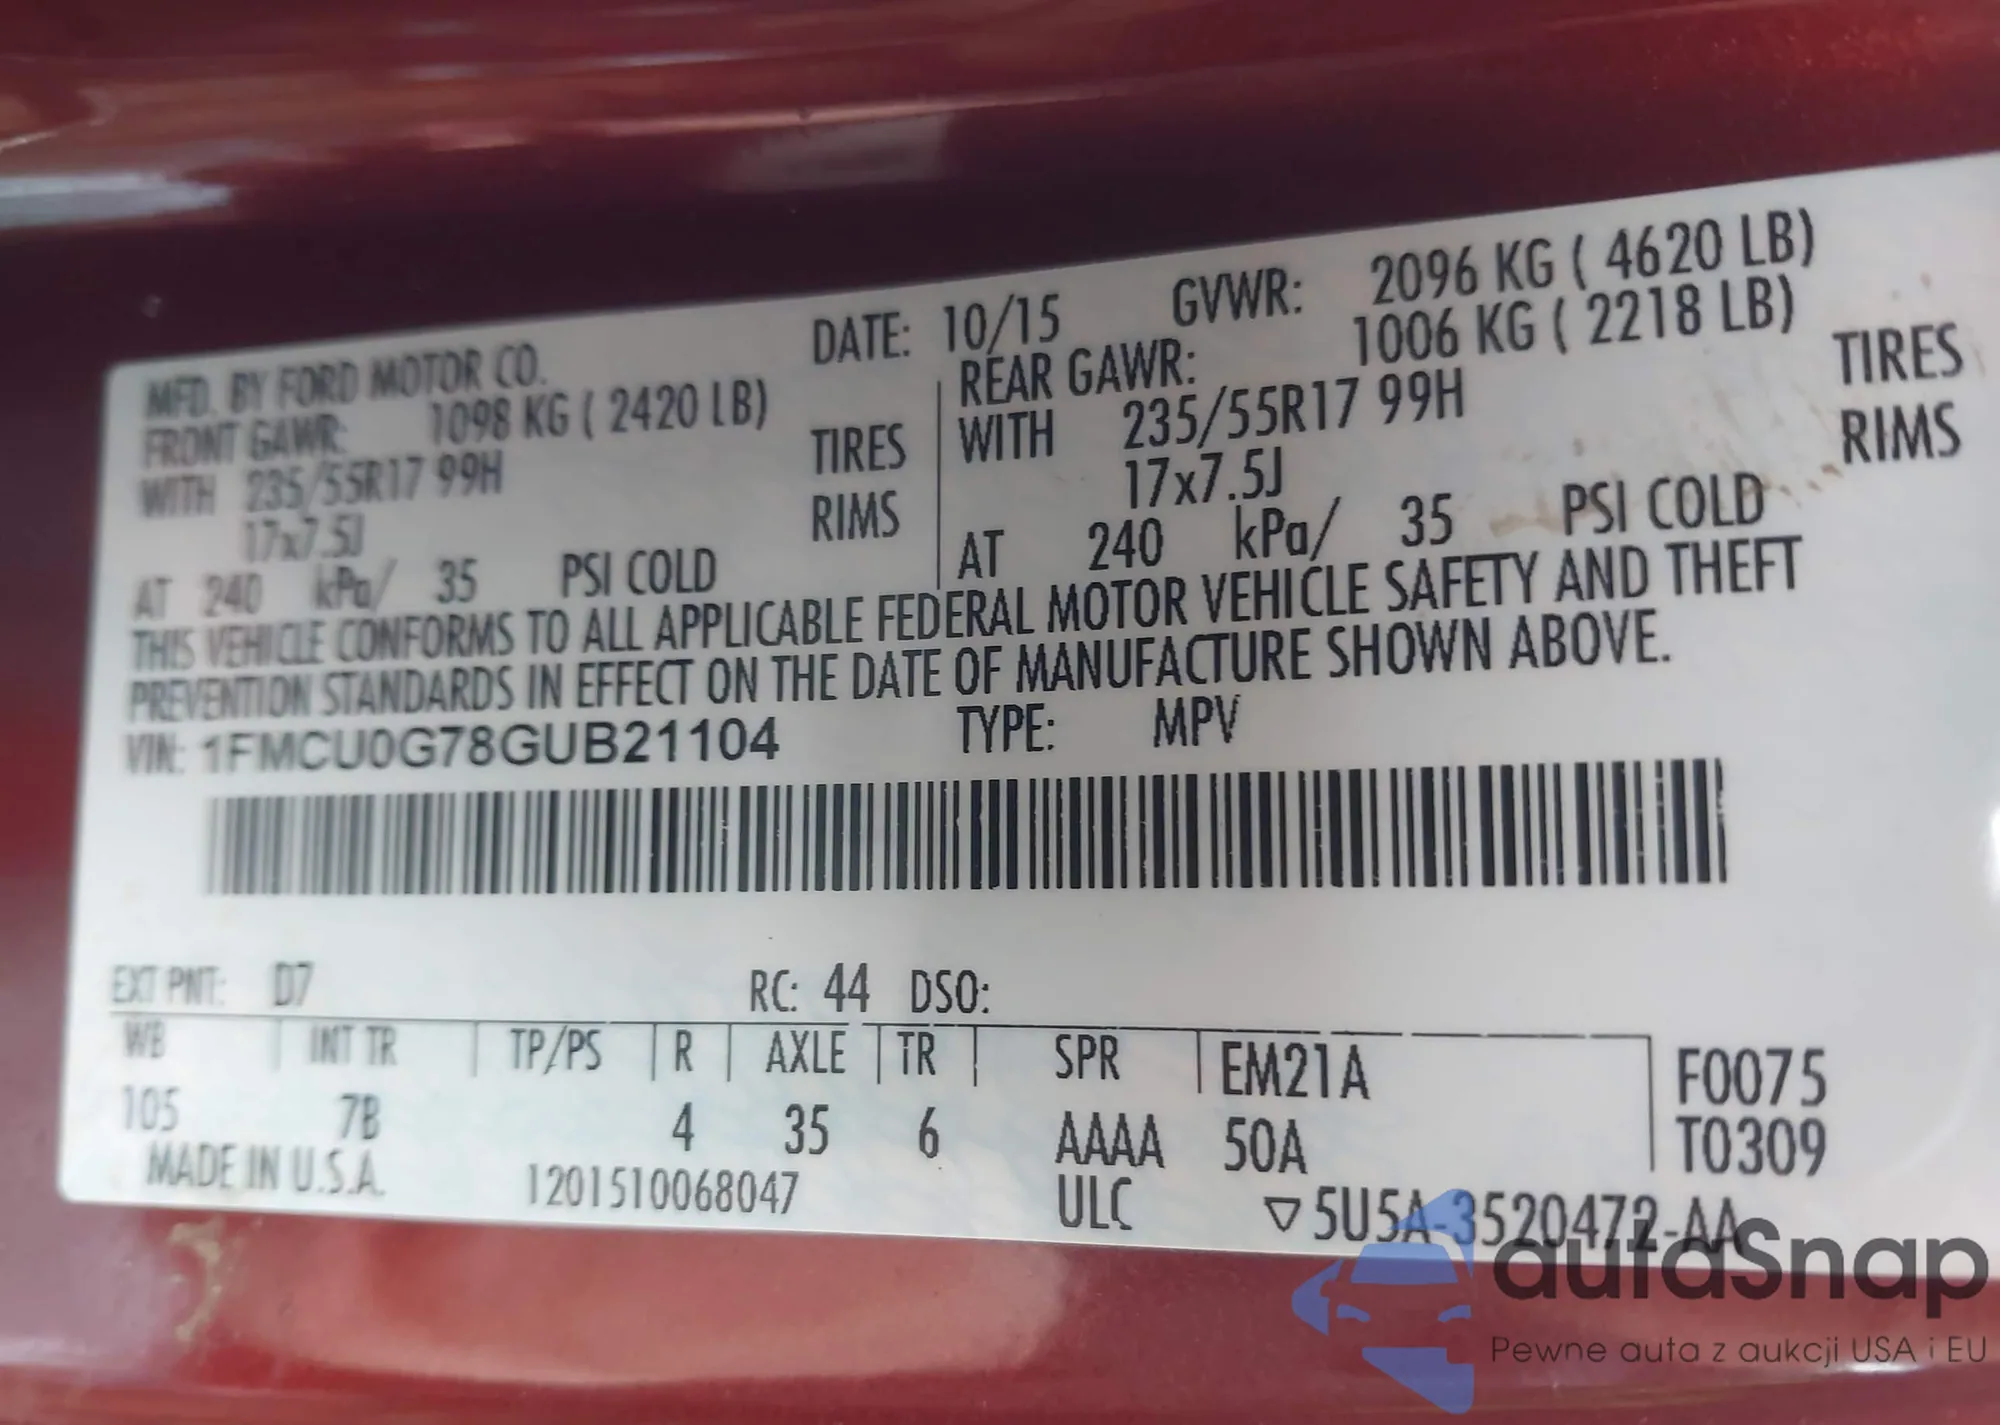 MFD. BY FORD MOTOR CO. DATE: 10/15 GVWR: 2096 KG ( 4620 LB)
FRONT GAWR: 1098 KG ( 2420 LB) REAR GAWR: 1006 KG ( 2218 LB)
WITH 235/55R17 99H TIRES WITH 235/55R17 99H TIRES
17x7.5J RIMS 17x7.5J RIMS
AT 240 kPa/ 35 PSI COLD AT 240 kPa/ 35 PSI COLD
THIS VEHICLE CONFORMS TO ALL APPLICABLE FEDERAL MOTOR VEHICLE SAFETY AND THEFT
PREVENTION STANDARDS IN EFFECT ON THE DATE OF MANUFACTURE SHOWN ABOVE.
VIN: 1FMCU0G78GUB21104 TYPE: MPV
EXT PNT: D7 RC: 44 DSO:
WB INT TR TP/PS R AXLE TR SPR EM21A F0075
105 7B 4 35 6 AAAA 50A T0309
MADE IN U.S.A. 1201510068047 ULC ▽5U5A-3520472-AA
autaSnap
Pewne auta z aukcji USA i EU